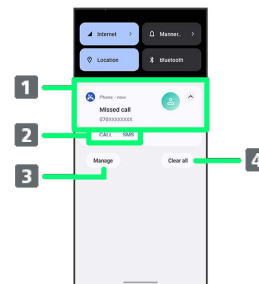 Internet >
Manner.. >
Location
Bluetooth
1
Phone · now
Missed call
070XXXXXXXX
2
CALL SMS
3
Manage
Clear all
4